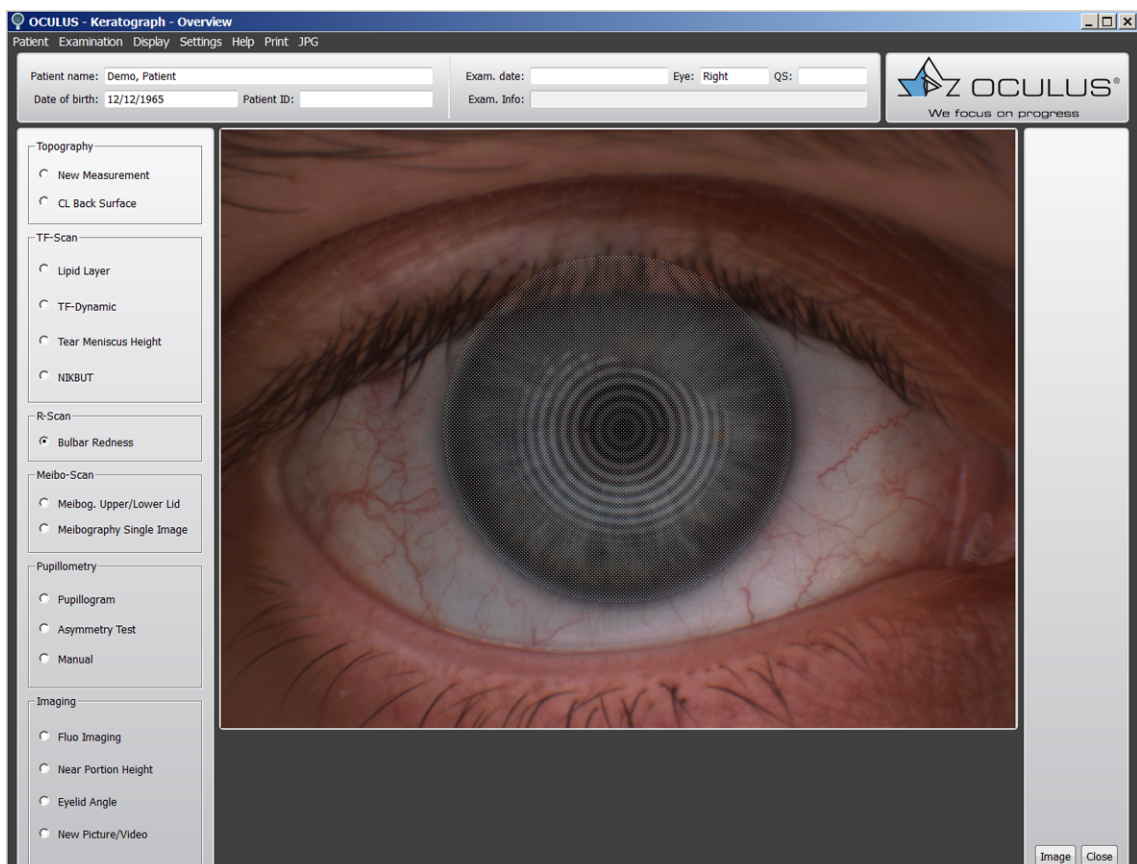 OCULUS - Keratograph - Overview
Patient Examination Display Settings Help Print JPG
Patient name: Demo, Patient
Date of birth: 12/12/1965 Patient ID:
Exam. date: Eye: Right QS:
Exam. Info:
OCULUS®
We focus on progress
Topography
New Measurement
CL Back Surface
TF-Scan
Lipid Layer
TF-Dynamic
Tear Meniscus Height
NIKBUT
R-Scan
Bulbar Redness
Meibo-Scan
Meibog. Upper/Lower Lid
Meibography Single Image
Pupillometry
Pupillogram
Asymmetry Test
Manual
Imaging
Fluo Imaging
Near Portion Height
Eyelid Angle
New Picture/Video
Image Close